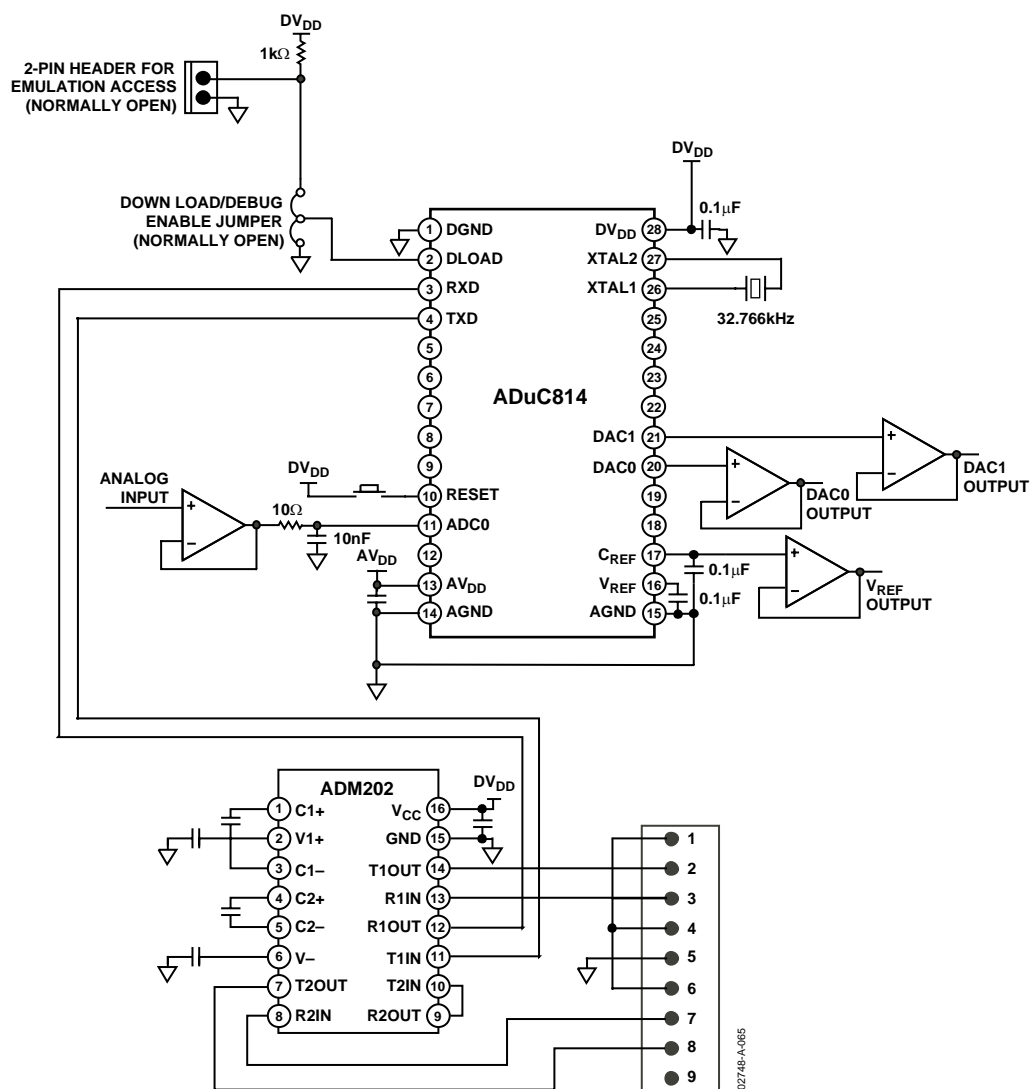 DVDD
1kΩ
2-PIN HEADER FOR
EMULATION ACCESS
(NORMALLY OPEN)
DOWN LOAD/DEBUG
ENABLE JUMPER
(NORMALLY OPEN)
DVDD
0.1µF
1 DGND
2 DLOAD
3 RXD
4 TXD
5
6
7
8
9
10 RESET
11 ADC0
12
13 AVDD
14 AGND
ADuC814
DVDD 28
XTAL2 27
XTAL1 26
25
24
23
22
DAC1 21
DAC0 20
19
18
CREF 17
VREF 16
AGND 15
32.766kHz
ANALOG
INPUT
+
−
10Ω
10nF
DVDD
AVDD
+
−
DAC1
OUTPUT
+
−
DAC0
OUTPUT
0.1µF
0.1µF
+
−
VREF
OUTPUT
ADM202
1 C1+
2 V1+
3 C1−
4 C2+
5 C2−
6 V−
7 T2OUT
8 R2IN
DVDD
VCC 16
GND 15
T1OUT 14
R1IN 13
R1OUT 12
T1IN 11
T2IN 10
R2OUT 9
1
2
3
4
5
6
7
8
9
02748-A-065